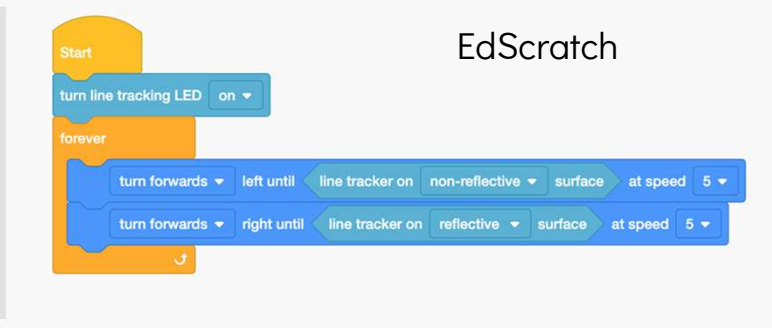 EdScratch
Start
turn line tracking LED on
forever
turn forwards left until line tracker on non-reflective surface at speed 5
turn forwards right until line tracker on reflective surface at speed 5